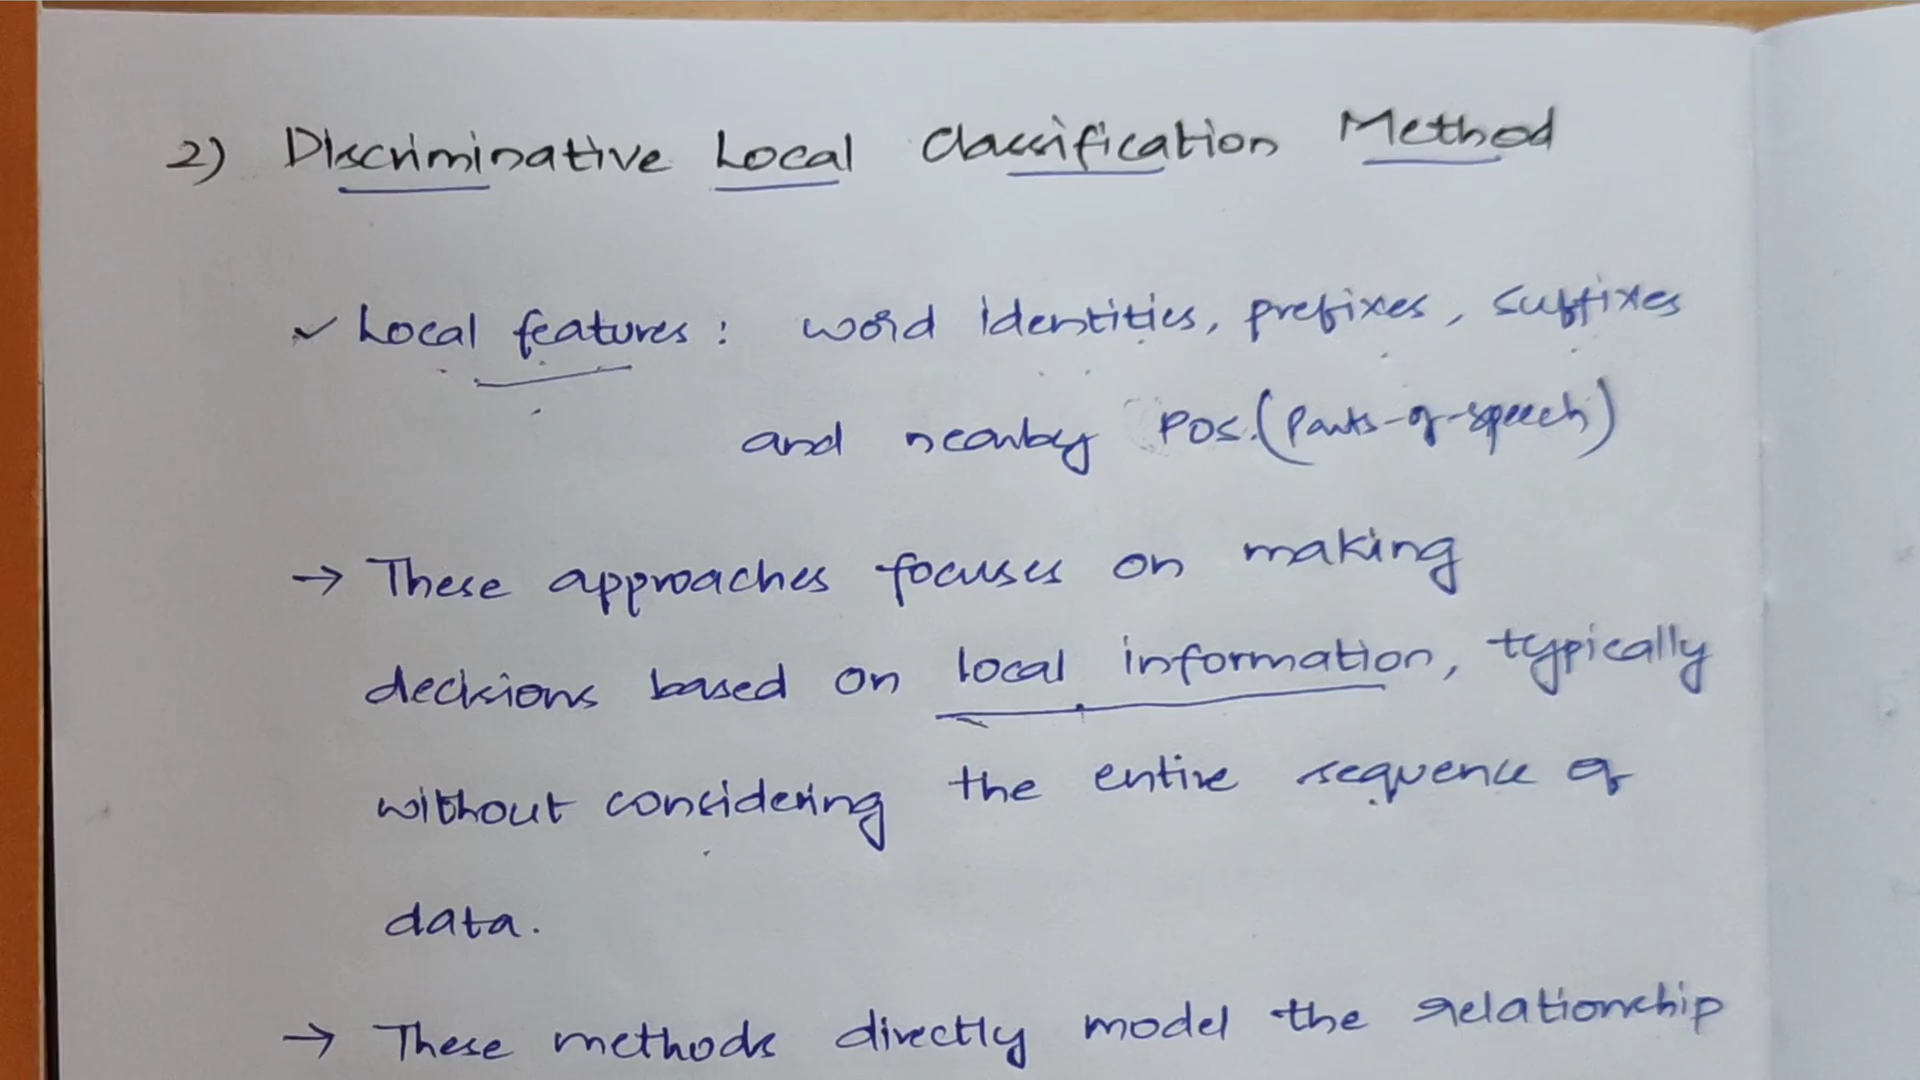 2) Discriminative Local Classification Method
✓ Local features: word identities, prefixes, suffixes
and nearby POS. (Parts-of-speech)
→ These approaches focuses on making
decisions based on local information, typically
without considering the entire sequence of
data.
→ These methods directly model the relationship